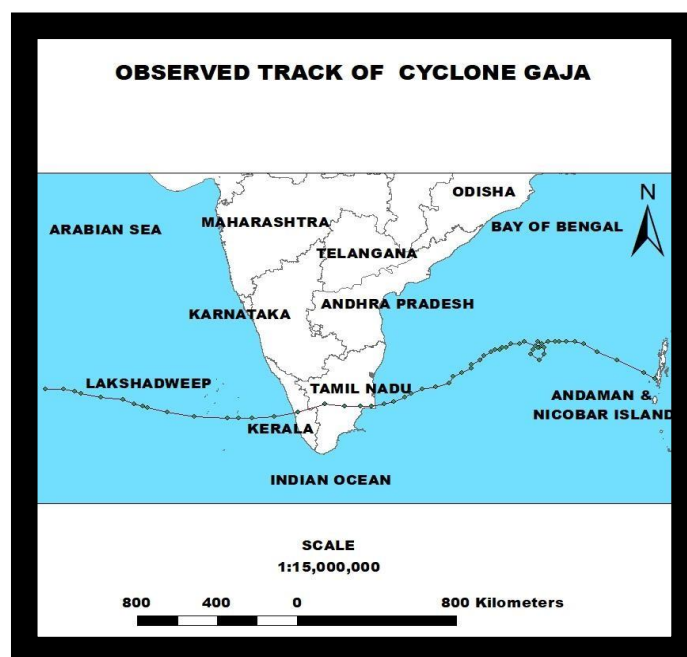 OBSERVED TRACK OF CYCLONE GAJA
ODISHA
N
MAHARASHTRA
ARABIAN SEA
BAY OF BENGAL
TELANGANA
ANDHRA PRADESH
KARNATAKA
LAKSHADWEEP
TAMIL NADU
ANDAMAN &
NICOBAR ISLAND
KERALA
INDIAN OCEAN
SCALE
1:15,000,000
800 400 0 800 Kilometers